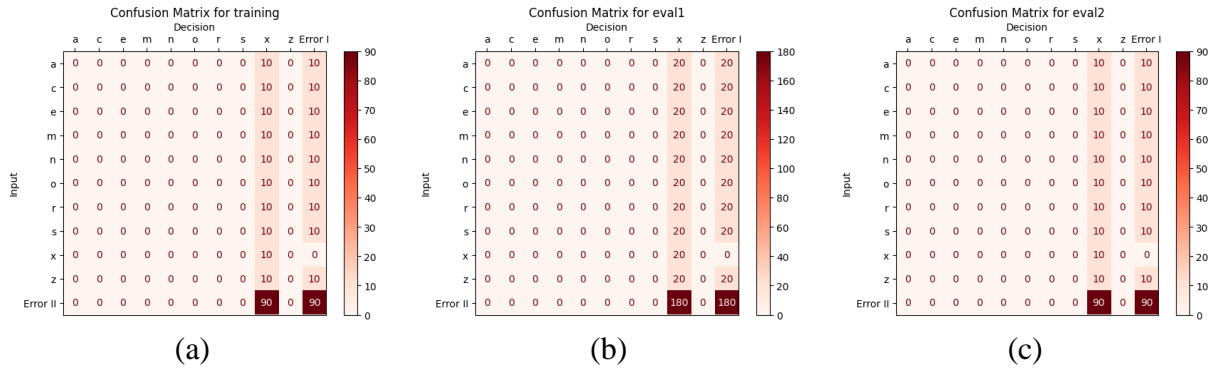 Confusion Matrix for training
Decision
a c e m n o r s x z Error I
a 0 0 0 0 0 0 0 0 10 0 10
c 0 0 0 0 0 0 0 0 10 0 10
e 0 0 0 0 0 0 0 0 10 0 10
m 0 0 0 0 0 0 0 0 10 0 10
n 0 0 0 0 0 0 0 0 10 0 10
o 0 0 0 0 0 0 0 0 10 0 10
r 0 0 0 0 0 0 0 0 10 0 10
s 0 0 0 0 0 0 0 0 10 0 10
x 0 0 0 0 0 0 0 0 10 0 0
z 0 0 0 0 0 0 0 0 10 0 10
Error II 0 0 0 0 0 0 0 0 90 0 90
Input
90
80
70
60
50
40
30
20
10
0
(a)
Confusion Matrix for eval1
Decision
a c e m n o r s x z Error I
a 0 0 0 0 0 0 0 0 20 0 20
c 0 0 0 0 0 0 0 0 20 0 20
e 0 0 0 0 0 0 0 0 20 0 20
m 0 0 0 0 0 0 0 0 20 0 20
n 0 0 0 0 0 0 0 0 20 0 20
o 0 0 0 0 0 0 0 0 20 0 20
r 0 0 0 0 0 0 0 0 20 0 20
s 0 0 0 0 0 0 0 0 20 0 20
x 0 0 0 0 0 0 0 0 20 0 0
z 0 0 0 0 0 0 0 0 20 0 20
Error II 0 0 0 0 0 0 0 0 180 0 180
Input
180
160
140
120
100
80
60
40
20
0
(b)
Confusion Matrix for eval2
Decision
a c e m n o r s x z Error I
a 0 0 0 0 0 0 0 0 10 0 10
c 0 0 0 0 0 0 0 0 10 0 10
e 0 0 0 0 0 0 0 0 10 0 10
m 0 0 0 0 0 0 0 0 10 0 10
n 0 0 0 0 0 0 0 0 10 0 10
o 0 0 0 0 0 0 0 0 10 0 10
r 0 0 0 0 0 0 0 0 10 0 10
s 0 0 0 0 0 0 0 0 10 0 10
x 0 0 0 0 0 0 0 0 10 0 0
z 0 0 0 0 0 0 0 0 10 0 10
Error II 0 0 0 0 0 0 0 0 90 0 90
Input
90
80
70
60
50
40
30
20
10
0
(c)